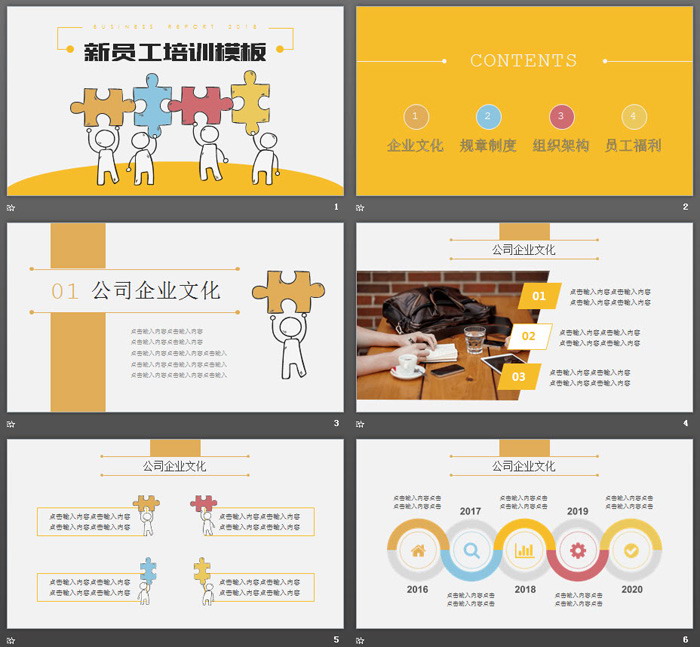 BUSINESS REPORT 2018
新员工培训模板
1
CONTENTS
1
2
3
4
企业文化
规章制度
组织架构
员工福利
2
01 公司企业文化
点击输入内容点击输入内容
点击输入内容点击输入内容
点击输入内容点击输入内容点击输入
点击输入内容点击输入内容点击输入
点击输入内容点击输入内容点击输入
3
公司企业文化
01
点击输入内容点击输入内容
点击输入内容点击输入内容
02
点击输入内容点击输入内容
点击输入内容点击输入内容
03
点击输入内容点击输入内容
点击输入内容点击输入内容
4
公司企业文化
点击输入内容点击输入内容
点击输入内容点击输入内容
点击输入内容点击输入内容
点击输入内容点击输入内容
点击输入内容点击输入内容
点击输入内容点击输入内容
点击输入内容点击输入内容
点击输入内容点击输入内容
5
公司企业文化
点击输入内容点击
点击输入内容点击
2017
点击输入内容点击
点击输入内容点击
2019
点击输入内容点击
点击输入内容点击
2016
点击输入内容点击
点击输入内容点击
2018
点击输入内容点击
点击输入内容点击
2020
6